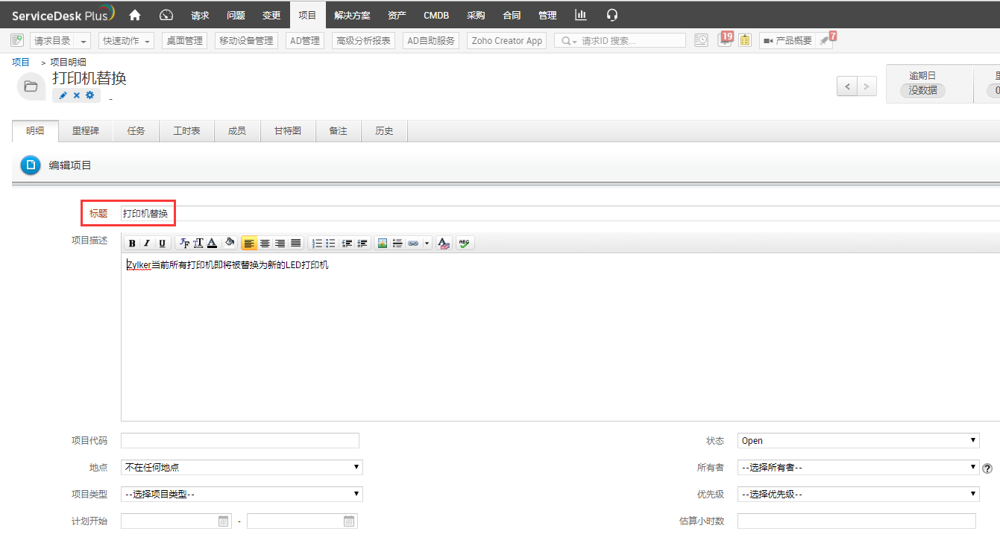 ServiceDesk Plus 请求 问题 变更 项目 解决方案 资产 CMDB 采购 合同 管理
请求目录 快速动作 桌面管理 移动设备管理 AD管理 高级分析报表 AD自助服务 Zoho Creator App 请求ID 搜索... 19 产品概要 7
项目 > 项目明细
打印机替换
-
< >
逾期日
没数据
明细 里程碑 任务 工时表 成员 甘特图 备注 历史
编辑项目
标题 打印机替换
项目描述 B I U
Zylker当前所有打印机即将被替换为新的LED打印机
项目代码 状态 Open
地点 不在任何地点 所有者 --选择所有者-- ?
项目类型 --选择项目类型-- 优先级 --选择优先级--
计划开始 - 估算小时数